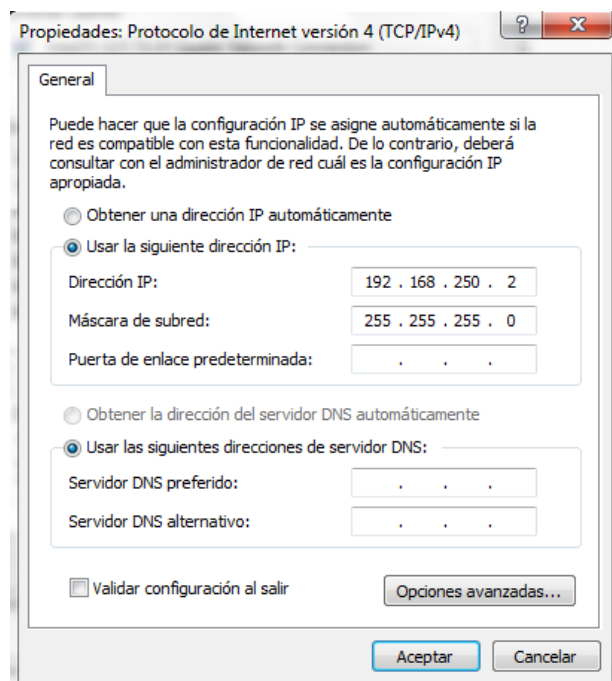 Propiedades: Protocolo de Internet versión 4 (TCP/IPv4)
?
General
Puede hacer que la configuración IP se asigne automáticamente si la
red es compatible con esta funcionalidad. De lo contrario, deberá
consultar con el administrador de red cuál es la configuración IP
apropiada.
Obtener una dirección IP automáticamente
Usar la siguiente dirección IP:
Dirección IP: 192 . 168 . 250 . 2
Máscara de subred: 255 . 255 . 255 . 0
Puerta de enlace predeterminada: . . .
Obtener la dirección del servidor DNS automáticamente
Usar las siguientes direcciones de servidor DNS:
Servidor DNS preferido: . . .
Servidor DNS alternativo: . . .
Validar configuración al salir Opciones avanzadas...
Aceptar Cancelar